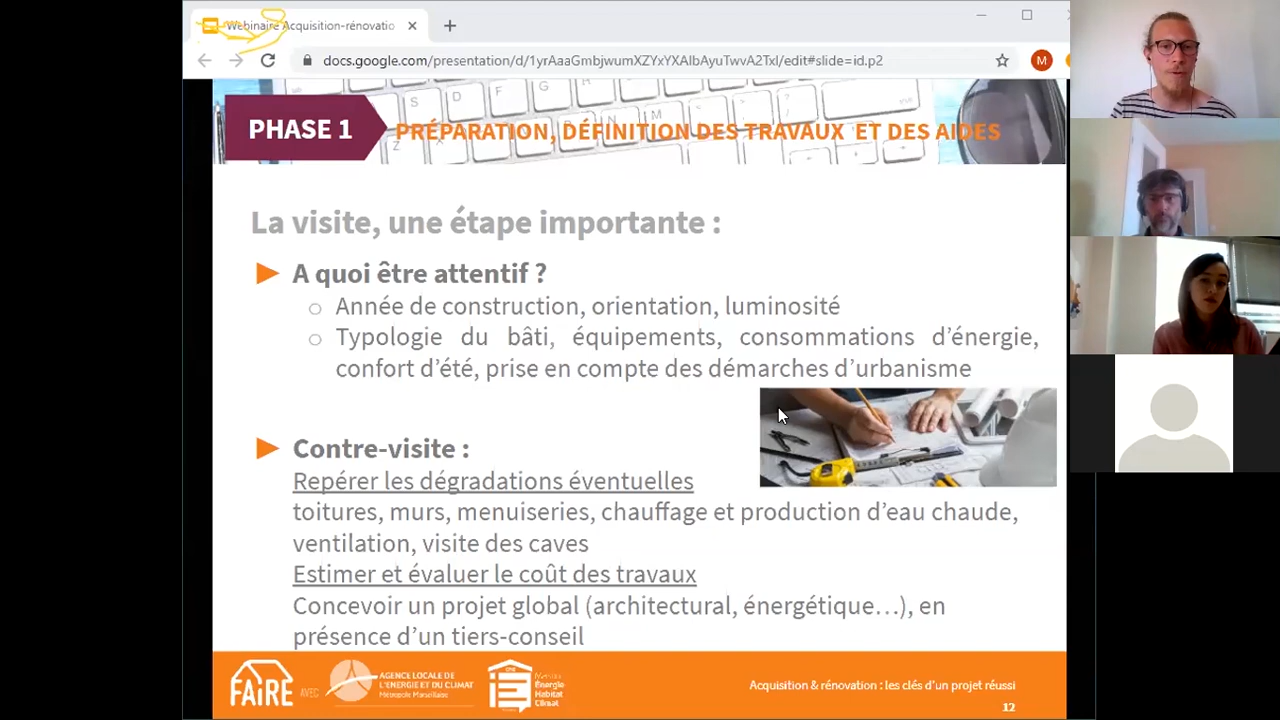 Webinaire Acquisition-rénovatio
docs.google.com/presentation/d/1yrAaaGmbjwumXZYxYXAIbAyuTwvA2TxI/edit#slide=id.p2
M
PHASE 1
PRÉPARATION, DÉFINITION DES TRAVAUX ET DES AIDES
La visite, une étape importante :
A quoi être attentif ?
Année de construction, orientation, luminosité
Typologie du bâti, équipements, consommations d'énergie,
confort d'été, prise en compte des démarches d'urbanisme
Contre-visite :
Repérer les dégradations éventuelles
toitures, murs, menuiseries, chauffage et production d'eau chaude,
ventilation, visite des caves
Estimer et évaluer le coût des travaux
Concevoir un projet global (architectural, énergétique…), en
présence d'un tiers-conseil
FAIRE
AVEC
AGENCE LOCALE DE
L'ÉNERGIE ET DU CLIMAT
Métropole Marseillaise
Énergie
Habitat
Climat
Acquisition & rénovation : les clés d'un projet réussi
12